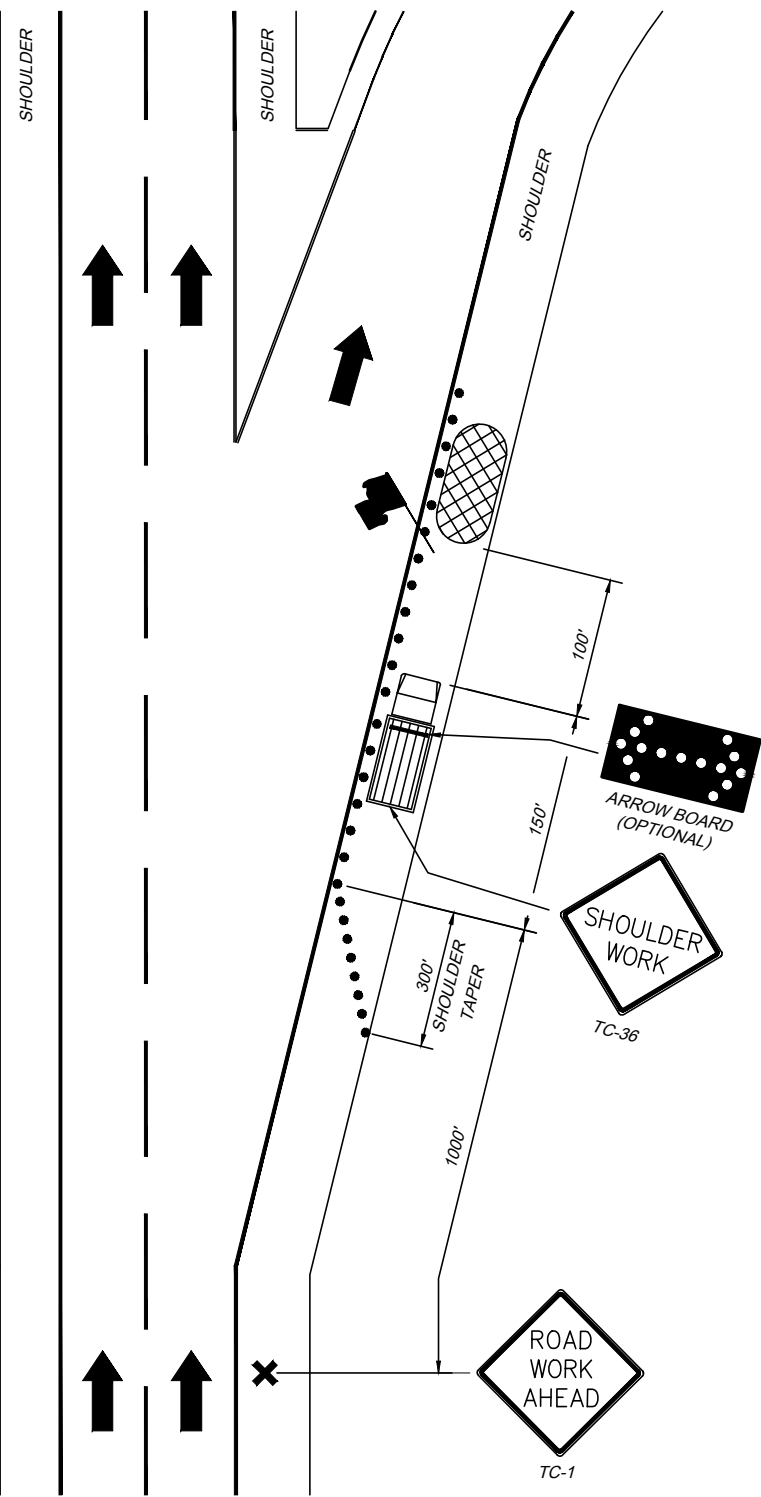 SHOULDER
SHOULDER
SHOULDER
100'
ARROW BOARD
(OPTIONAL)
150'
SHOULDER
WORK
TC-36
300'
SHOULDER
TAPER
1000'
ROAD
WORK
AHEAD
TC-1